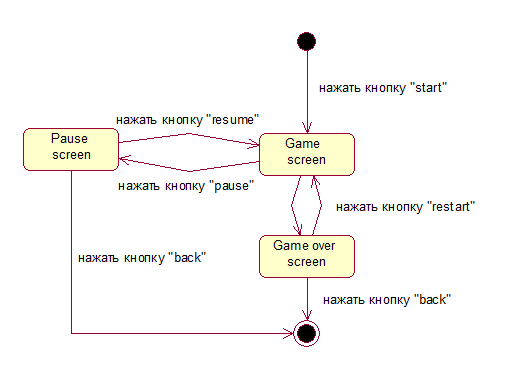 нажать кнопку "start"
нажать кнопку "resume"
Pause
screen
Game
screen
нажать кнопку "pause"
нажать кнопку "restart"
Game over
screen
нажать кнопку "back"
нажать кнопку "back"